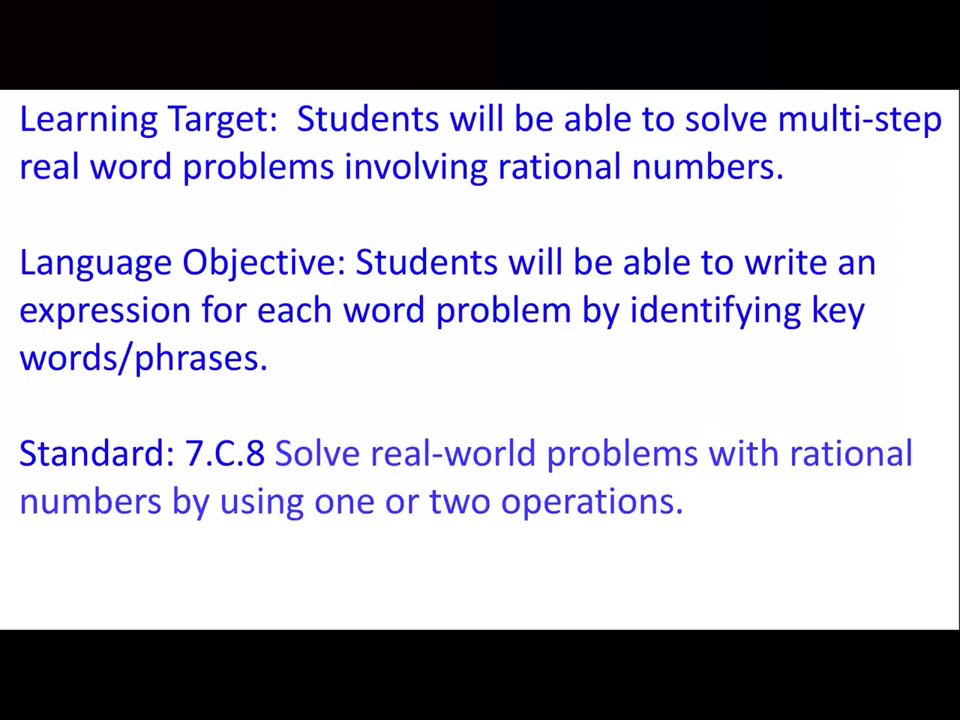 Learning Target:  Students will be able to solve multi-step
real word problems involving rational numbers.
Language Objective: Students will be able to write an
expression for each word problem by identifying key
words/phrases.
Standard: 7.C.8 Solve real-world problems with rational
numbers by using one or two operations.